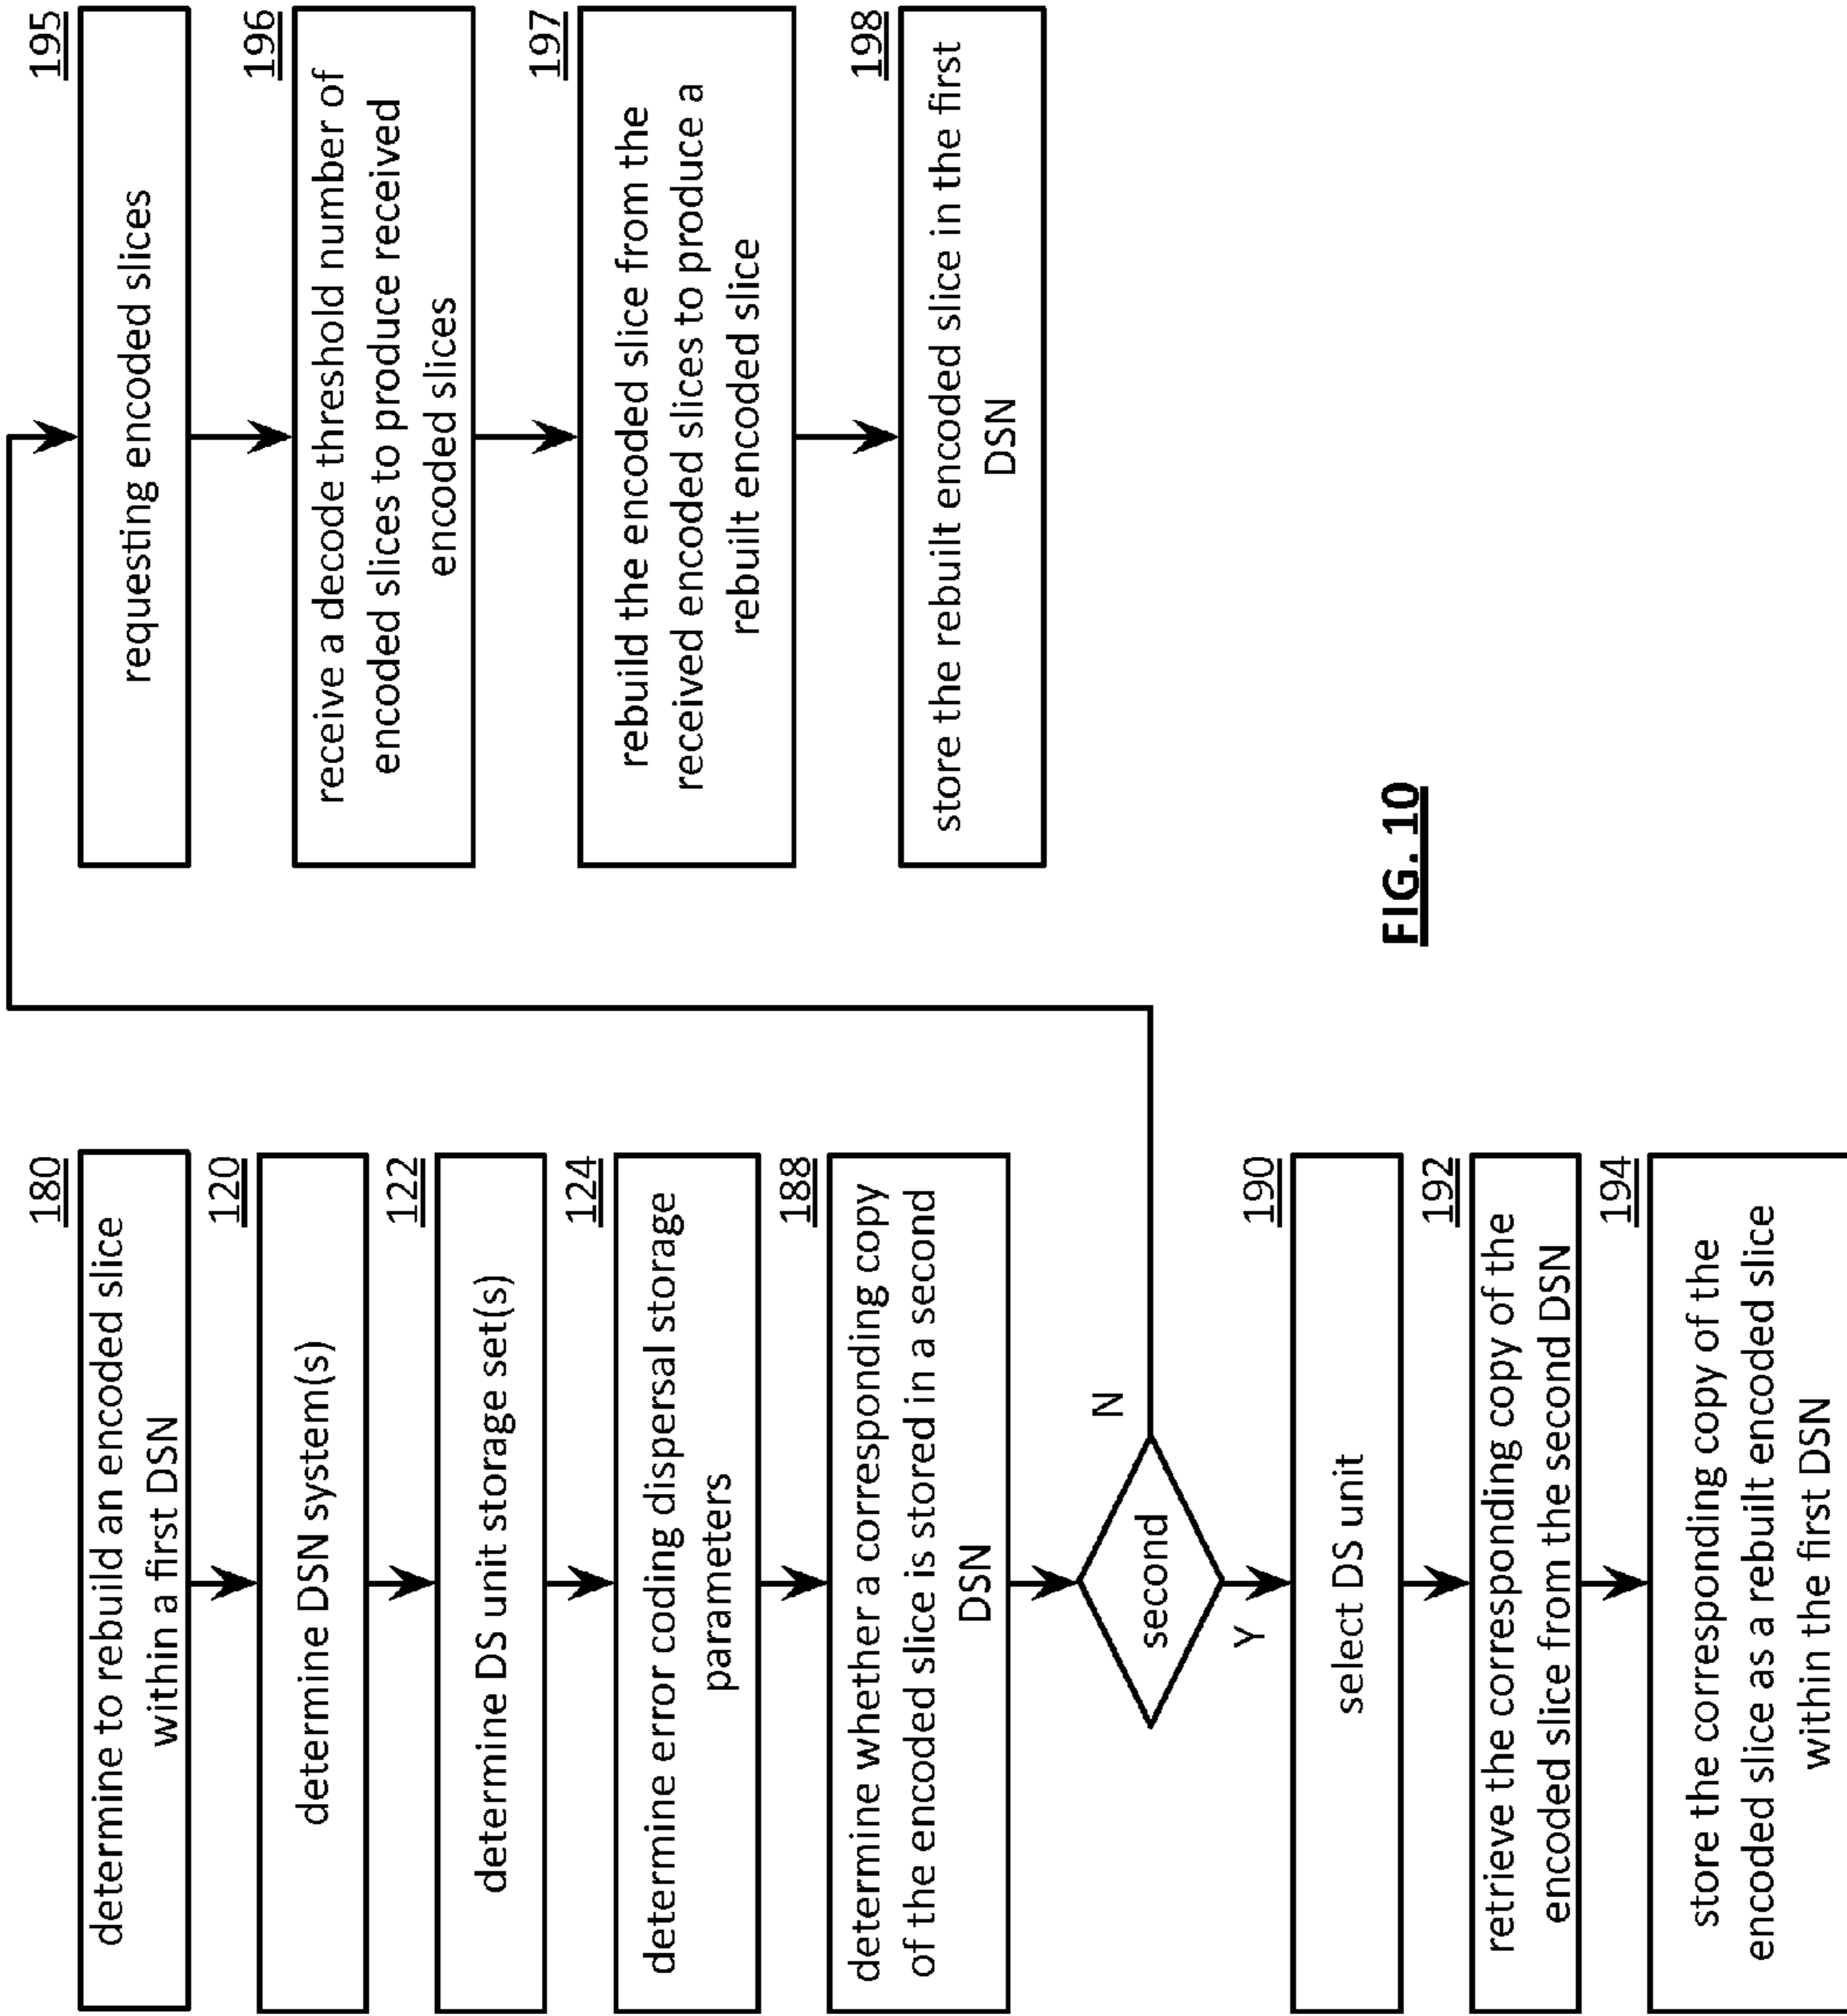 180
determine to rebuild an encoded slice
within a first DSN
120
determine DSN system(s)
122
determine DS unit storage set(s)
124
determine error coding dispersal storage
parameters
188
determine whether a corresponding copy
of the encoded slice is stored in a second
DSN
second
N
Y
190
select DS unit
192
retrieve the corresponding copy of the
encoded slice from the second DSN
194
store the corresponding copy of the
encoded slice as a rebuilt encoded slice
within the first DSN
195
requesting encoded slices
196
receive a decode threshold number of
encoded slices to produce received
encoded slices
197
rebuild the encoded slice from the
received encoded slices to produce a
rebuilt encoded slice
198
store the rebuilt encoded slice in the first
DSN
FIG. 10